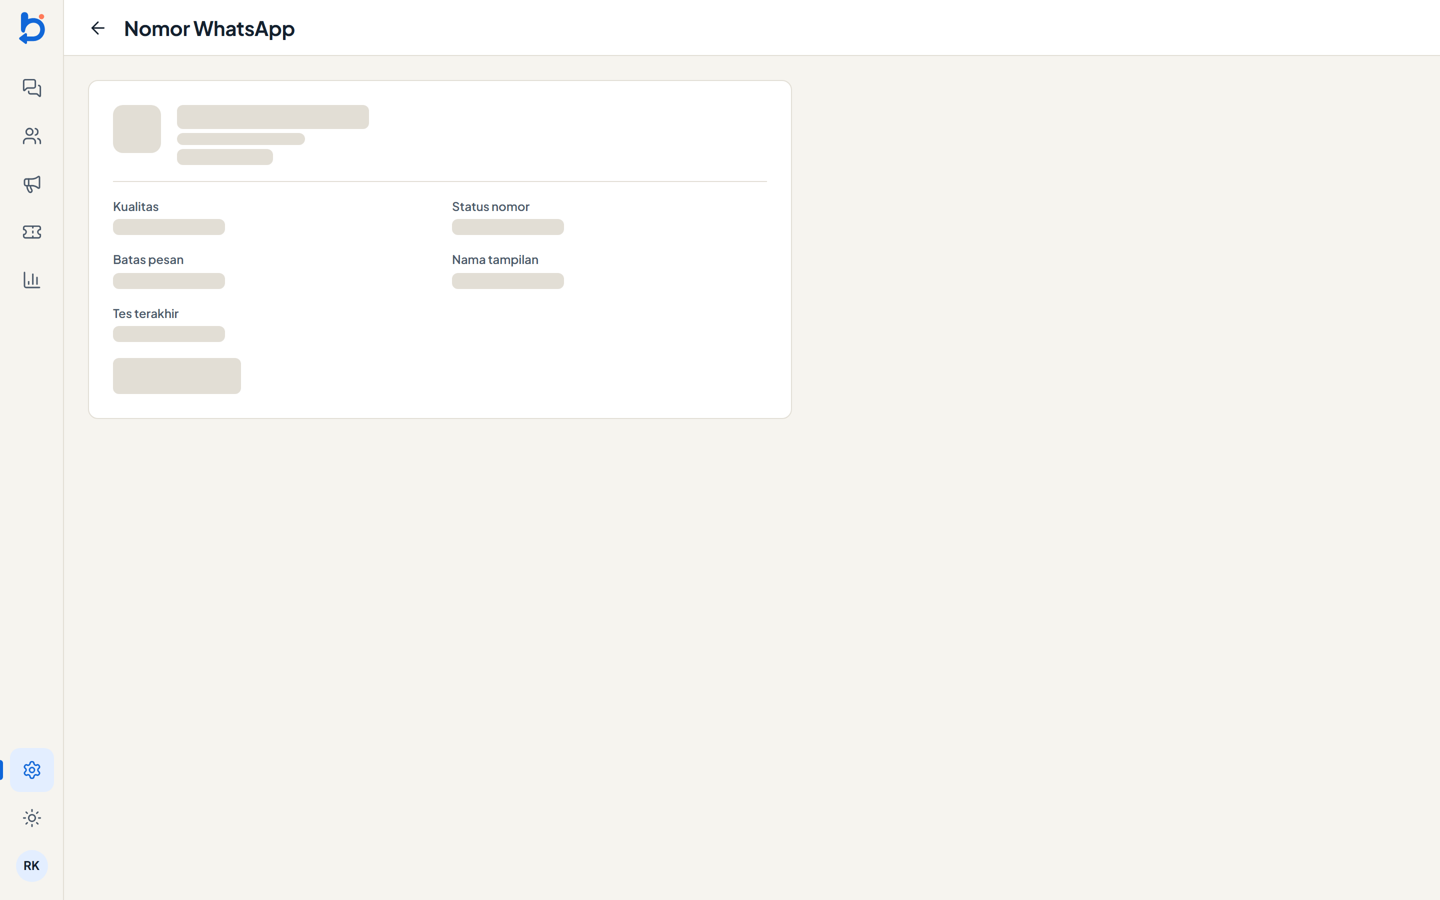 Nomor WhatsApp
Kualitas
Status nomor
Batas pesan
Nama tampilan
Tes terakhir
RK